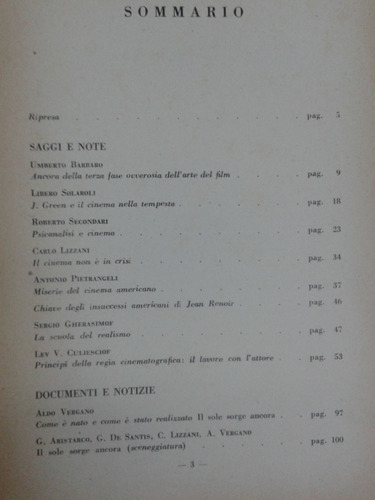 SOMMARIO
Ripresa . . . . . . . . . . . . pag. 5
SAGGI E NOTE
UMBERTO BARBARO
Ancora della terza fase ovverosia dell'arte del film . . pag. 9
LIBERO SOLAROLI
J. Green e il cinema nella tempesta . . . . . . pag. 18
ROBERTO SECONDARI
Psicanalisi e cinema . . . . . . . . . pag. 23
CARLO LIZZANI
Il cinema non è in crisi . . . . . . . . pag. 34
ANTONIO PIETRANGELI
Miserie del cinema americano . . . . . . . pag. 37
Chiave degli insuccessi americani di Jean Renoir . . pag. 46
SERGIO GHERASIMOF
La scuola del realismo . . . . . . . . pag. 47
LEV V. CULIESCIOF
Principi della regia cinematografica: il lavoro con l'attore . pag. 53
DOCUMENTI E NOTIZIE
ALDO VERGANO
Come è nato e come è stato realizzato Il sole sorge ancora . pag. 97
G. ARISTARCO, G. DE SANTIS, C. LIZZANI, A. VERGANO
Il sole sorge ancora (sceneggiatura) . . . . . pag. 100
— 3 —